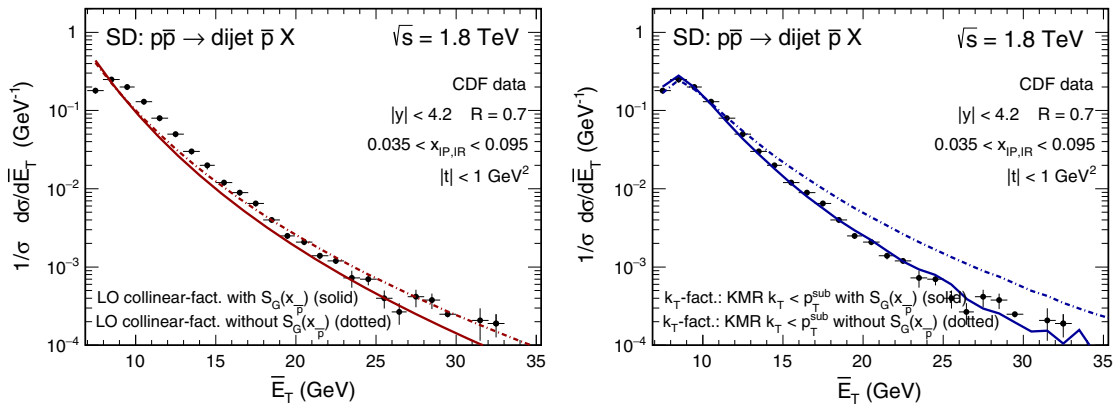 SD: pp̅ → dijet p̅ X √s = 1.8 TeV
CDF data
|y| < 4.2 R = 0.7
0.035 < x_IP,IR < 0.095
|t| < 1 GeV²
LO collinear-fact. with S_G(x_p̅) (solid)
LO collinear-fact. without S_G(x_p̅) (dotted)
1/σ dσ/dE̅_T (GeV⁻¹)
1
10⁻¹
10⁻²
10⁻³
10⁻⁴
10 15 20 25 30 35
E̅_T (GeV)
SD: pp̅ → dijet p̅ X √s = 1.8 TeV
CDF data
|y| < 4.2 R = 0.7
0.035 < x_IP,IR < 0.095
|t| < 1 GeV²
k_T-fact.: KMR k_T < p_T^sub with S_G(x_p̅) (solid)
k_T-fact.: KMR k_T < p_T^sub without S_G(x_p̅) (dotted)
1/σ dσ/dE̅_T (GeV⁻¹)
1
10⁻¹
10⁻²
10⁻³
10⁻⁴
10 15 20 25 30 35
E̅_T (GeV)